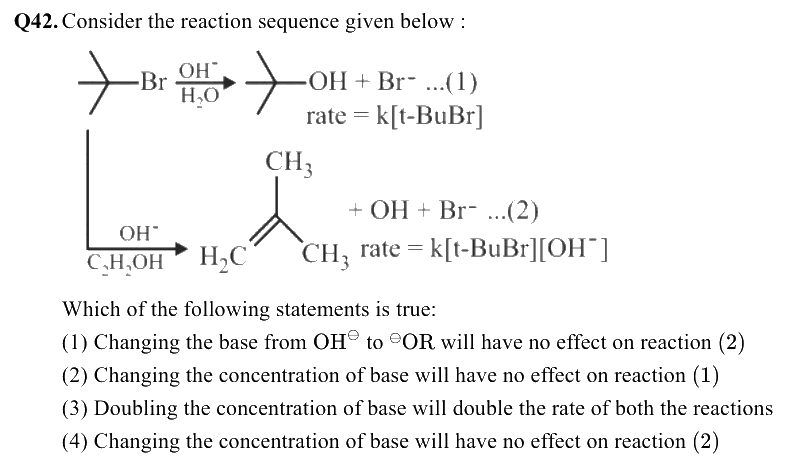 Q42. Consider the reaction sequence given below :
Br OH⁻ H₂O OH + Br⁻ ...(1)
rate = k[t-BuBr]
CH₃
+ OH + Br⁻ ...(2)
OH⁻
C₂H₅OH H₂C CH₃ rate = k[t-BuBr][OH⁻]
Which of the following statements is true:
(1) Changing the base from OH⊖ to ⊖OR will have no effect on reaction (2)
(2) Changing the concentration of base will have no effect on reaction (1)
(3) Doubling the concentration of base will double the rate of both the reactions
(4) Changing the concentration of base will have no effect on reaction (2)